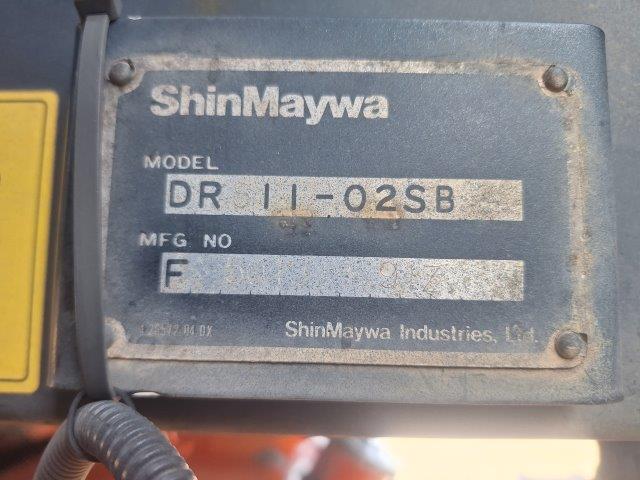 ShinMaywa
MODEL
DR 11-02SB
MFG NO
F
ShinMaywa Industries, Ltd.